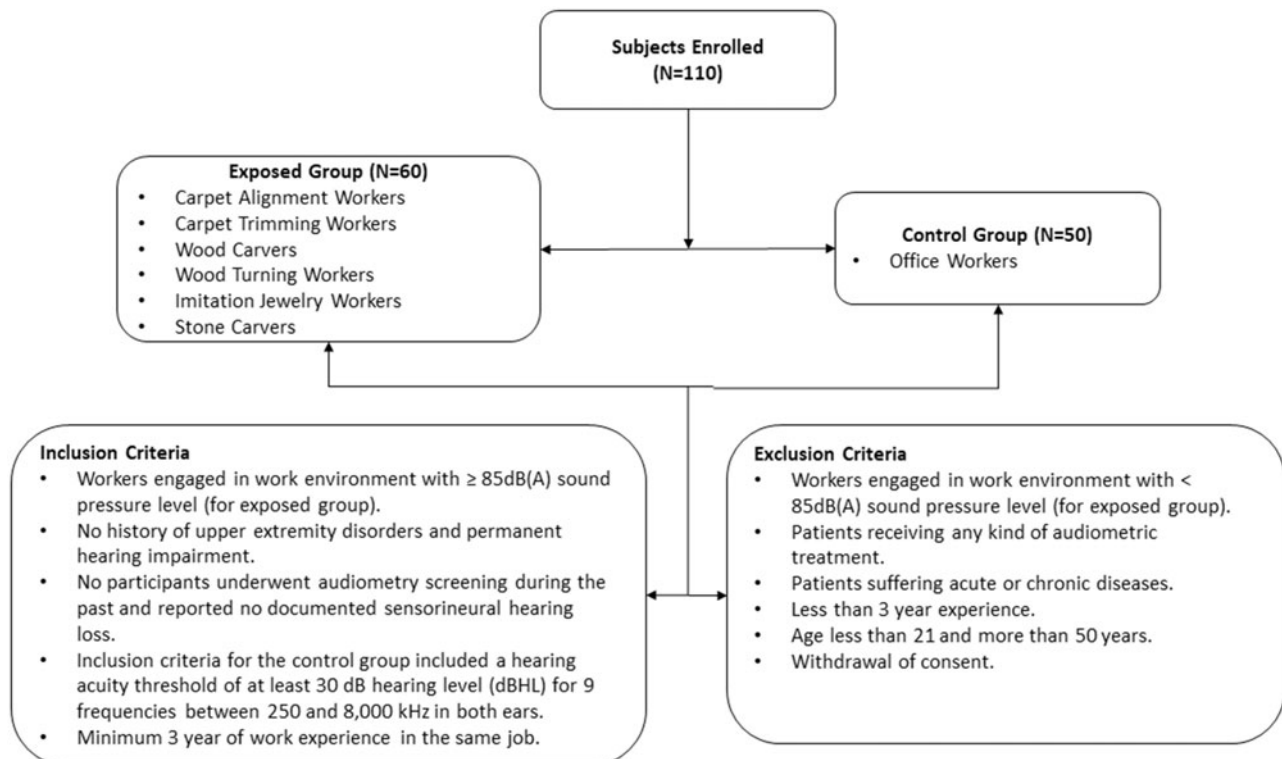 Subjects Enrolled
(N=110)
Exposed Group (N=60)
• Carpet Alignment Workers
• Carpet Trimming Workers
• Wood Carvers
• Wood Turning Workers
• Imitation Jewelry Workers
• Stone Carvers
Control Group (N=50)
• Office Workers
Inclusion Criteria
• Workers engaged in work environment with ≥ 85dB(A) sound
pressure level (for exposed group).
• No history of upper extremity disorders and permanent
hearing impairment.
• No participants underwent audiometry screening during the
past and reported no documented sensorineural hearing
loss.
• Inclusion criteria for the control group included a hearing
acuity threshold of at least 30 dB hearing level (dBHL) for 9
frequencies between 250 and 8,000 kHz in both ears.
• Minimum 3 year of work experience in the same job.
Exclusion Criteria
• Workers engaged in work environment with <
85dB(A) sound pressure level (for exposed group).
• Patients receiving any kind of audiometric
treatment.
• Patients suffering acute or chronic diseases.
• Less than 3 year experience.
• Age less than 21 and more than 50 years.
• Withdrawal of consent.